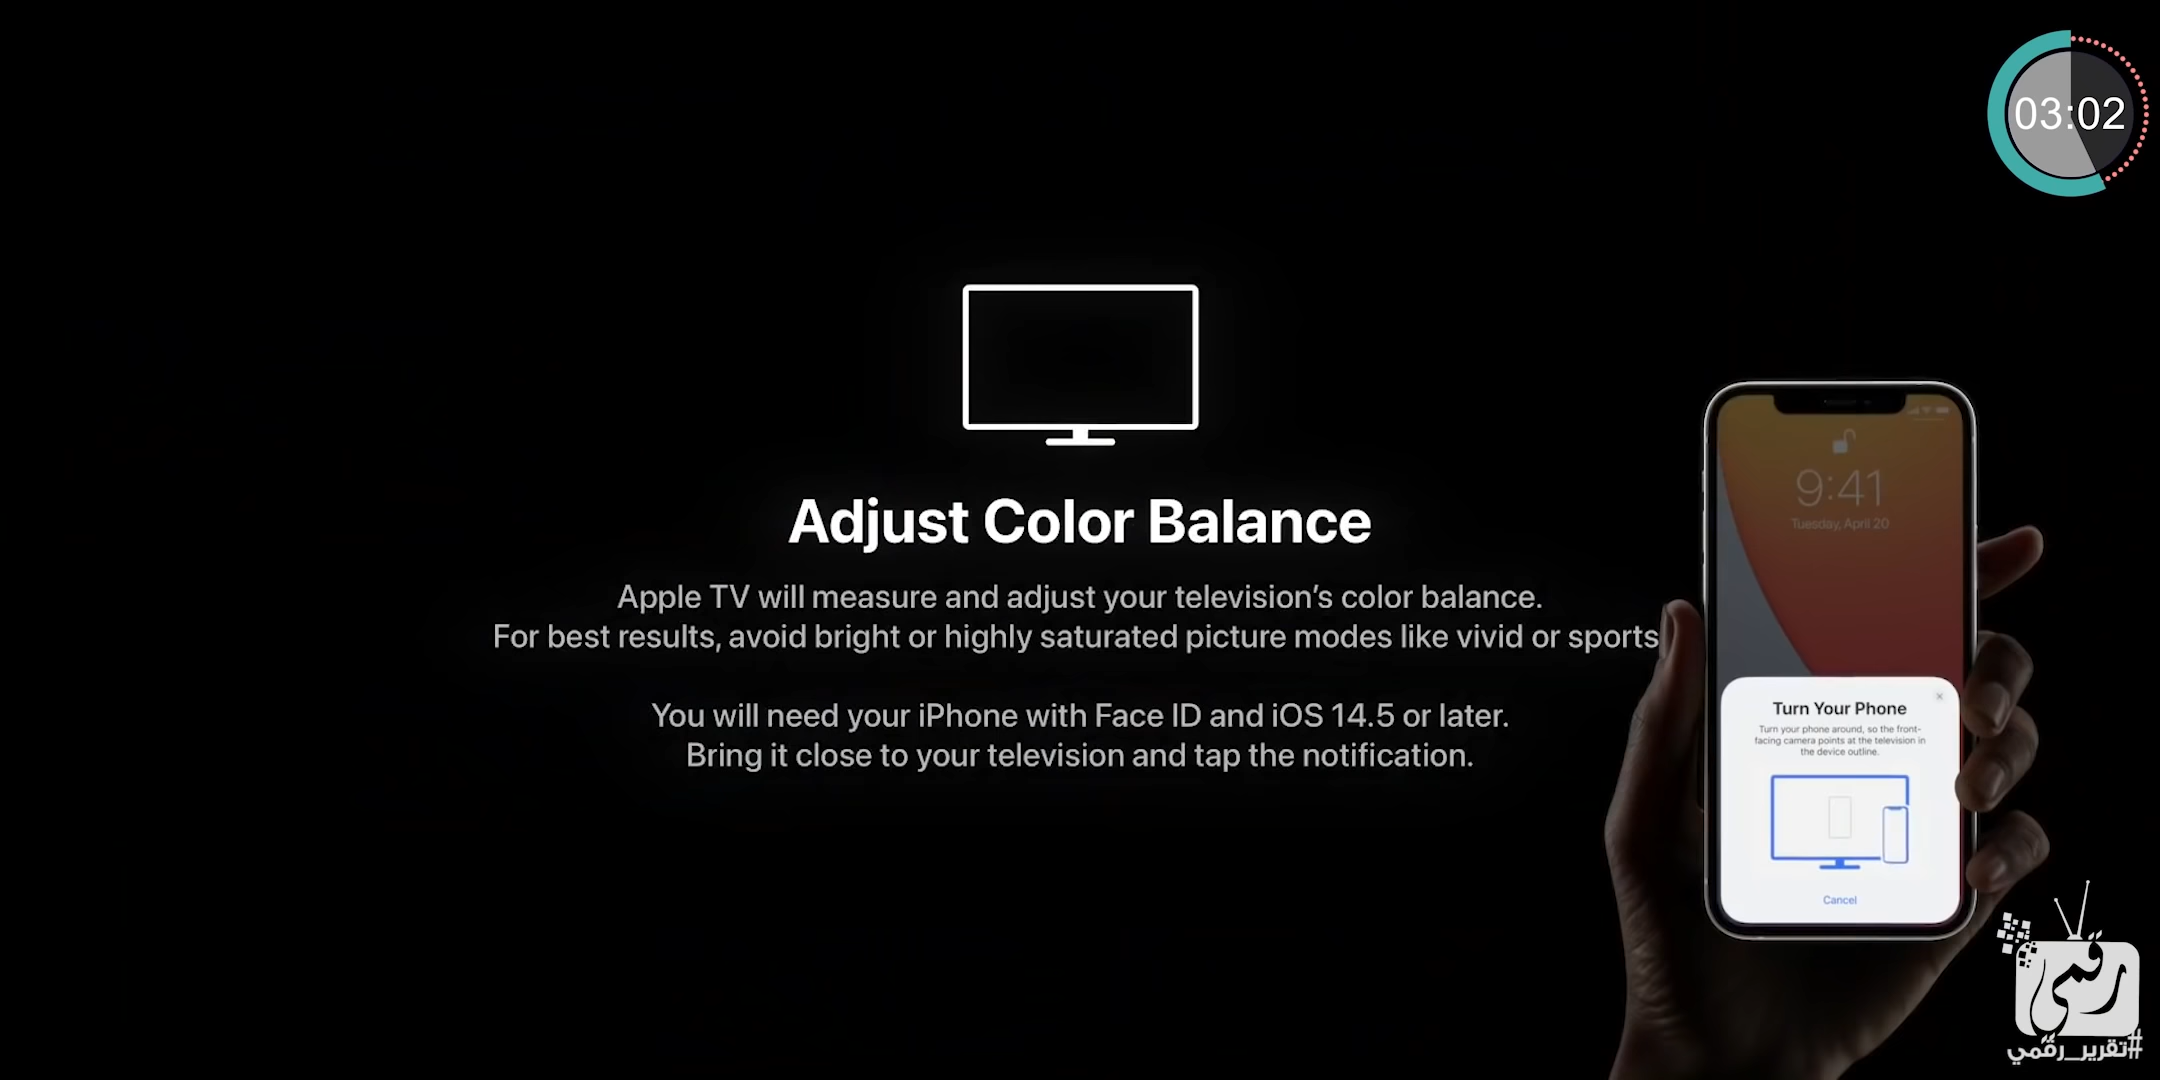 03:02
Adjust Color Balance
Apple TV will measure and adjust your television’s color balance.
For best results, avoid bright or highly saturated picture modes like vivid or sports
You will need your iPhone with Face ID and iOS 14.5 or later.
Bring it close to your television and tap the notification.
9:41
Tuesday, April 20
Turn Your Phone
Turn your phone around, so the front-
facing camera points at the television in
the device outline.
Cancel
رقمي
#تقرير_رقمي